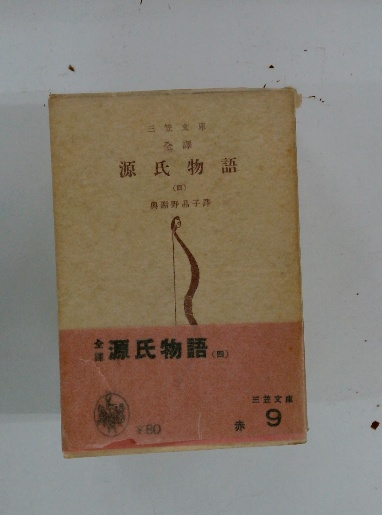 三笠文庫
全譯
源氏物語
(四)
與謝野晶子譯
全譯 源氏物語 (四)
三笠文庫
¥80
赤 9